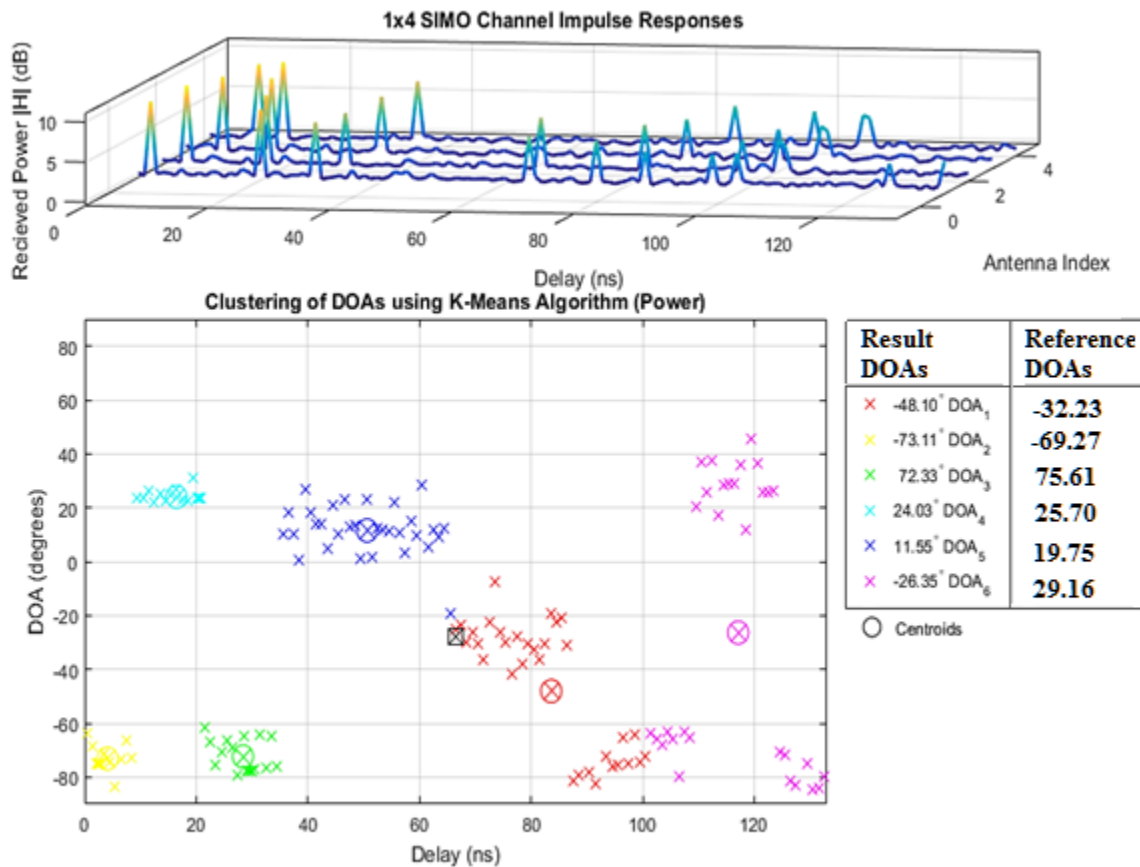 1x4 SIMO Channel Impulse Responses
Recieved Power |H| (dB)
10
5
0
0
20
40
60
80
100
120
4
2
0
Delay (ns)
Antenna Index
Clustering of DOAs using K-Means Algorithm (Power)
DOA (degrees)
80
60
40
20
0
-20
-40
-60
-80
0
20
40
60
80
100
120
Delay (ns)
Result DOAs
Reference DOAs
-48.10° DOA1 -32.23
-73.11° DOA2 -69.27
72.33° DOA3 75.61
24.03° DOA4 25.70
11.55° DOA5 19.75
-26.35° DOA6 29.16
Centroids